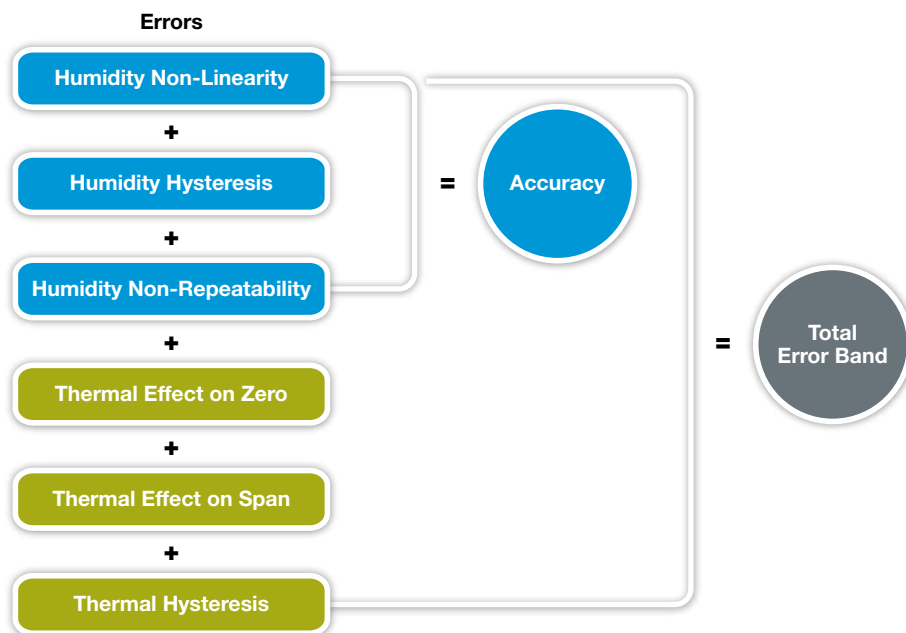 Errors
Humidity Non-Linearity
+
Humidity Hysteresis
+
Humidity Non-Repeatability
+
Thermal Effect on Zero
+
Thermal Effect on Span
+
Thermal Hysteresis
=
Accuracy
=
Total
Error Band